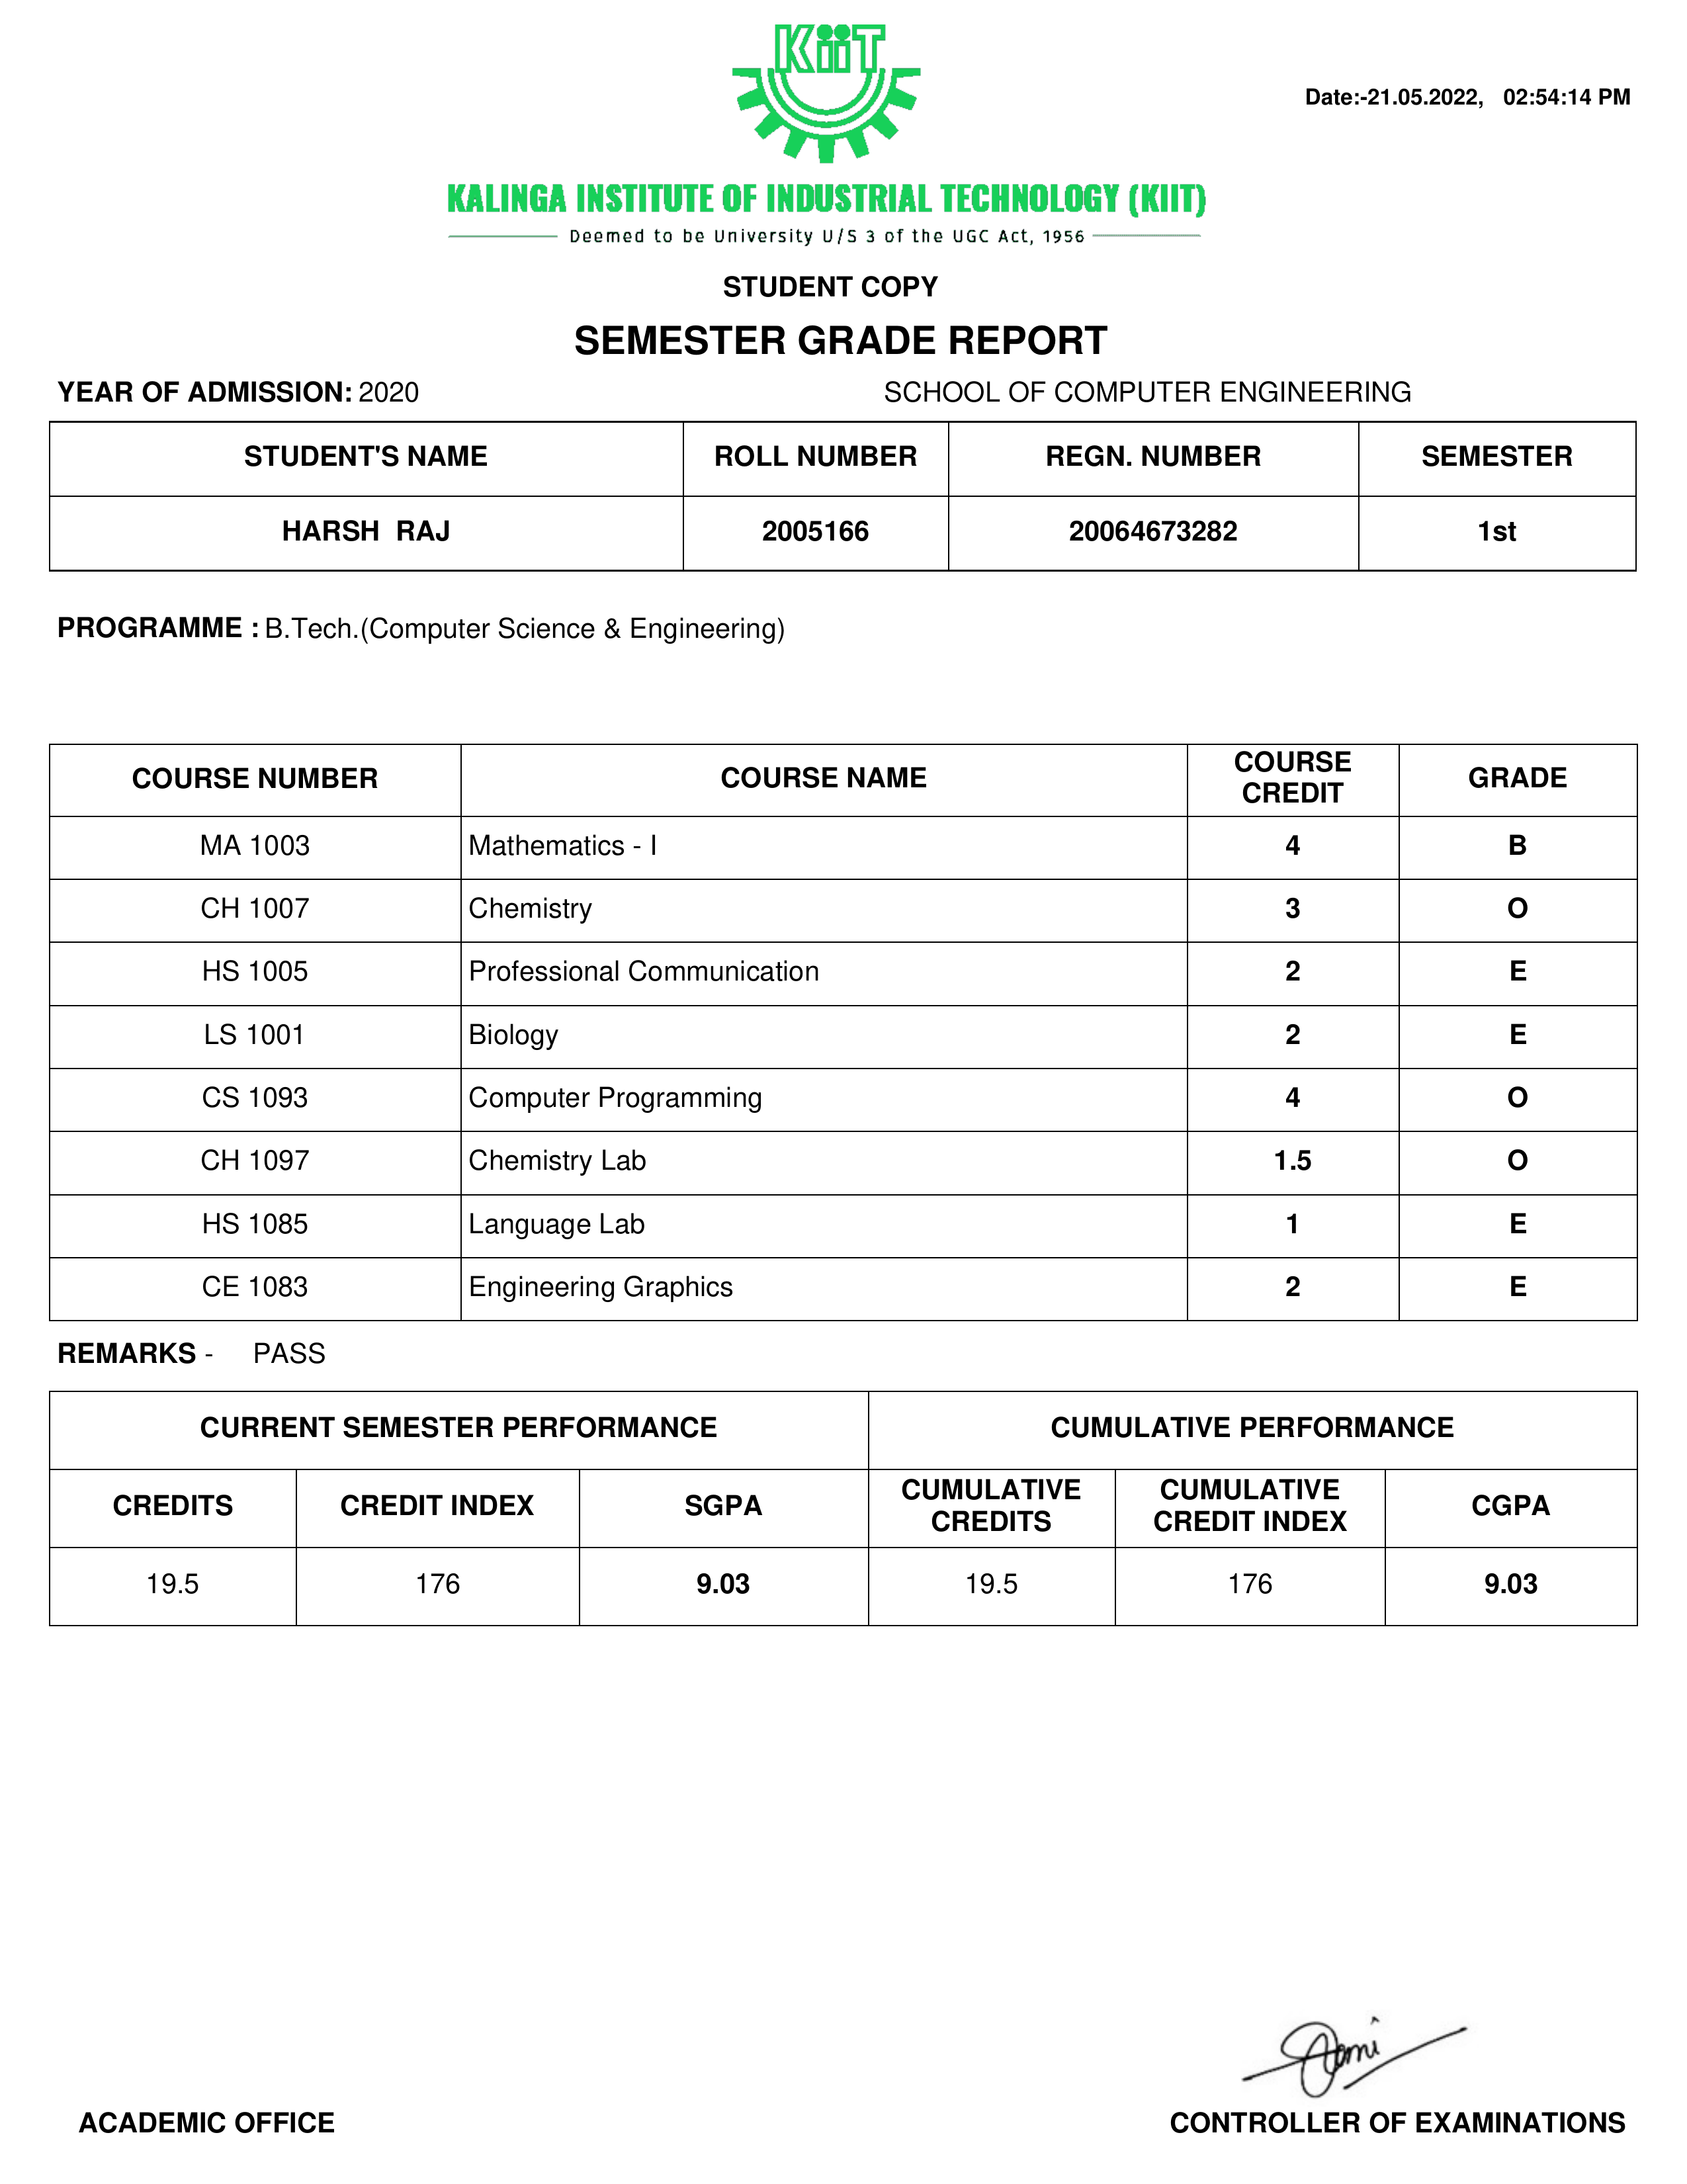 KiiT
Date:-21.05.2022, 02:54:14 PM
KALINGA INSTITUTE OF INDUSTRIAL TECHNOLOGY (KIIT)
Deemed to be University U/S 3 of the UGC Act, 1956
STUDENT COPY
SEMESTER GRADE REPORT
YEAR OF ADMISSION: 2020 SCHOOL OF COMPUTER ENGINEERING
STUDENT'S NAME ROLL NUMBER REGN. NUMBER SEMESTER
HARSH RAJ 2005166 20064673282 1st
PROGRAMME : B.Tech.(Computer Science & Engineering)
COURSE NUMBER COURSE NAME COURSE CREDIT GRADE
MA 1003 Mathematics - I 4 B
CH 1007 Chemistry 3 O
HS 1005 Professional Communication 2 E
LS 1001 Biology 2 E
CS 1093 Computer Programming 4 O
CH 1097 Chemistry Lab 1.5 O
HS 1085 Language Lab 1 E
CE 1083 Engineering Graphics 2 E
REMARKS - PASS
CURRENT SEMESTER PERFORMANCE CUMULATIVE PERFORMANCE
CREDITS CREDIT INDEX SGPA CUMULATIVE CREDITS CUMULATIVE CREDIT INDEX CGPA
19.5 176 9.03 19.5 176 9.03
ACADEMIC OFFICE CONTROLLER OF EXAMINATIONS